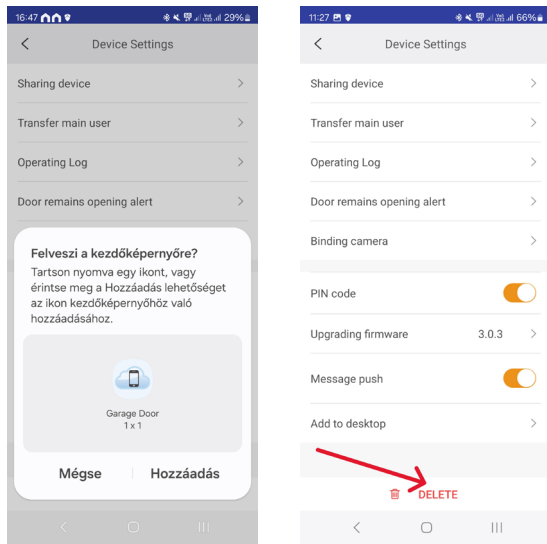 16:47
29%
Device Settings
Sharing device
Transfer main user
Operating Log
Door remains opening alert
Felveszi a kezdőképernyőre?
Tartson nyomva egy ikont, vagy
érintse meg a Hozzáadás lehetőséget
az ikon kezdőképernyőhöz való
hozzáadásához.
Garage Door
1 x 1
Mégse
Hozzáadás
11:27
66%
Device Settings
Sharing device
Transfer main user
Operating Log
Door remains opening alert
Binding camera
PIN code
Upgrading firmware 3.0.3
Message push
Add to desktop
DELETE